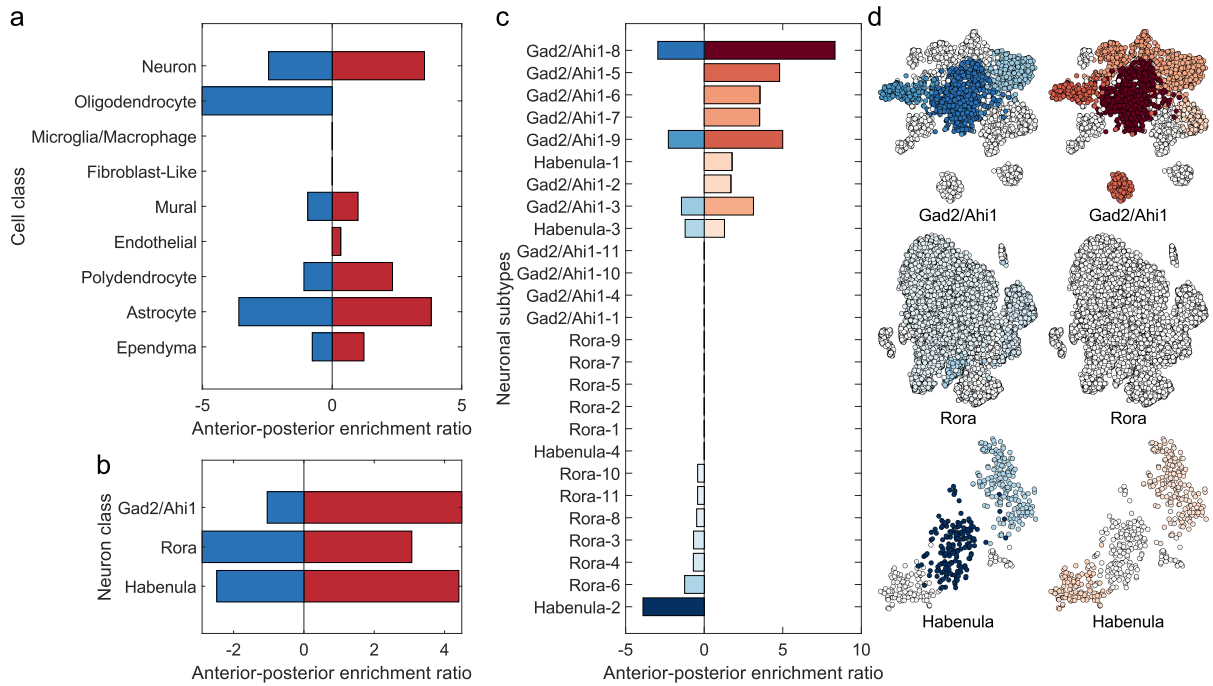 a
Neuron
Oligodendrocyte
Microglia/Macrophage
Fibroblast-Like
Mural
Endothelial
Polydendrocyte
Astrocyte
Ependyma
Cell class
-5
0
5
Anterior-posterior enrichment ratio
b
Gad2/Ahi1
Rora
Habenula
Neuron class
-2
0
2
4
Anterior-posterior enrichment ratio
c
Gad2/Ahi1-8
Gad2/Ahi1-5
Gad2/Ahi1-6
Gad2/Ahi1-7
Gad2/Ahi1-9
Habenula-1
Gad2/Ahi1-2
Gad2/Ahi1-3
Habenula-3
Gad2/Ahi1-11
Gad2/Ahi1-10
Gad2/Ahi1-4
Gad2/Ahi1-1
Rora-9
Rora-7
Rora-5
Rora-2
Rora-1
Habenula-4
Rora-10
Rora-11
Rora-8
Rora-3
Rora-4
Rora-6
Habenula-2
Neuronal subtypes
-5
0
5
10
Anterior-posterior enrichment ratio
d
Gad2/Ahi1
Gad2/Ahi1
Rora
Rora
Habenula
Habenula